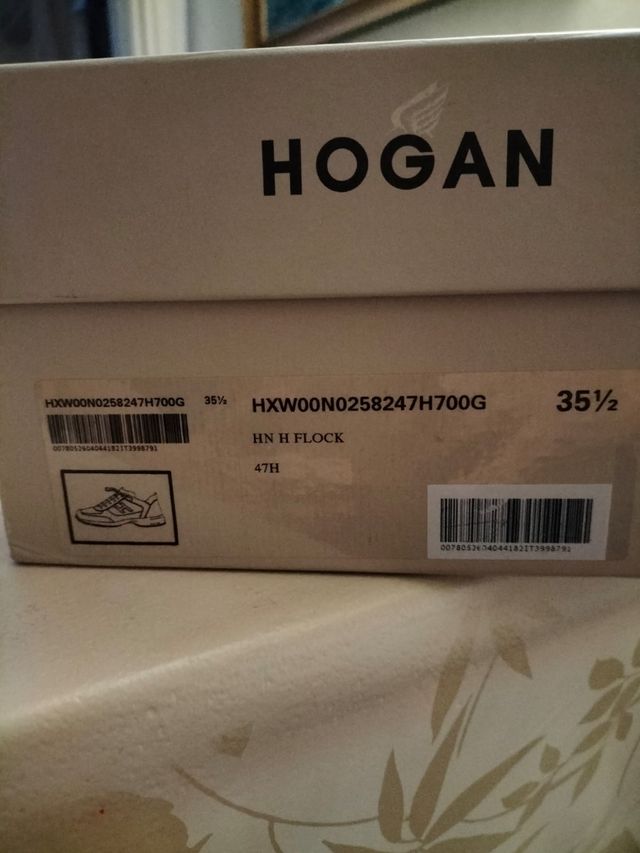 HOGAN
HXW00N0258247H700G 35½
HXW00N0258247H700G 35½
HN H FLOCK
47H